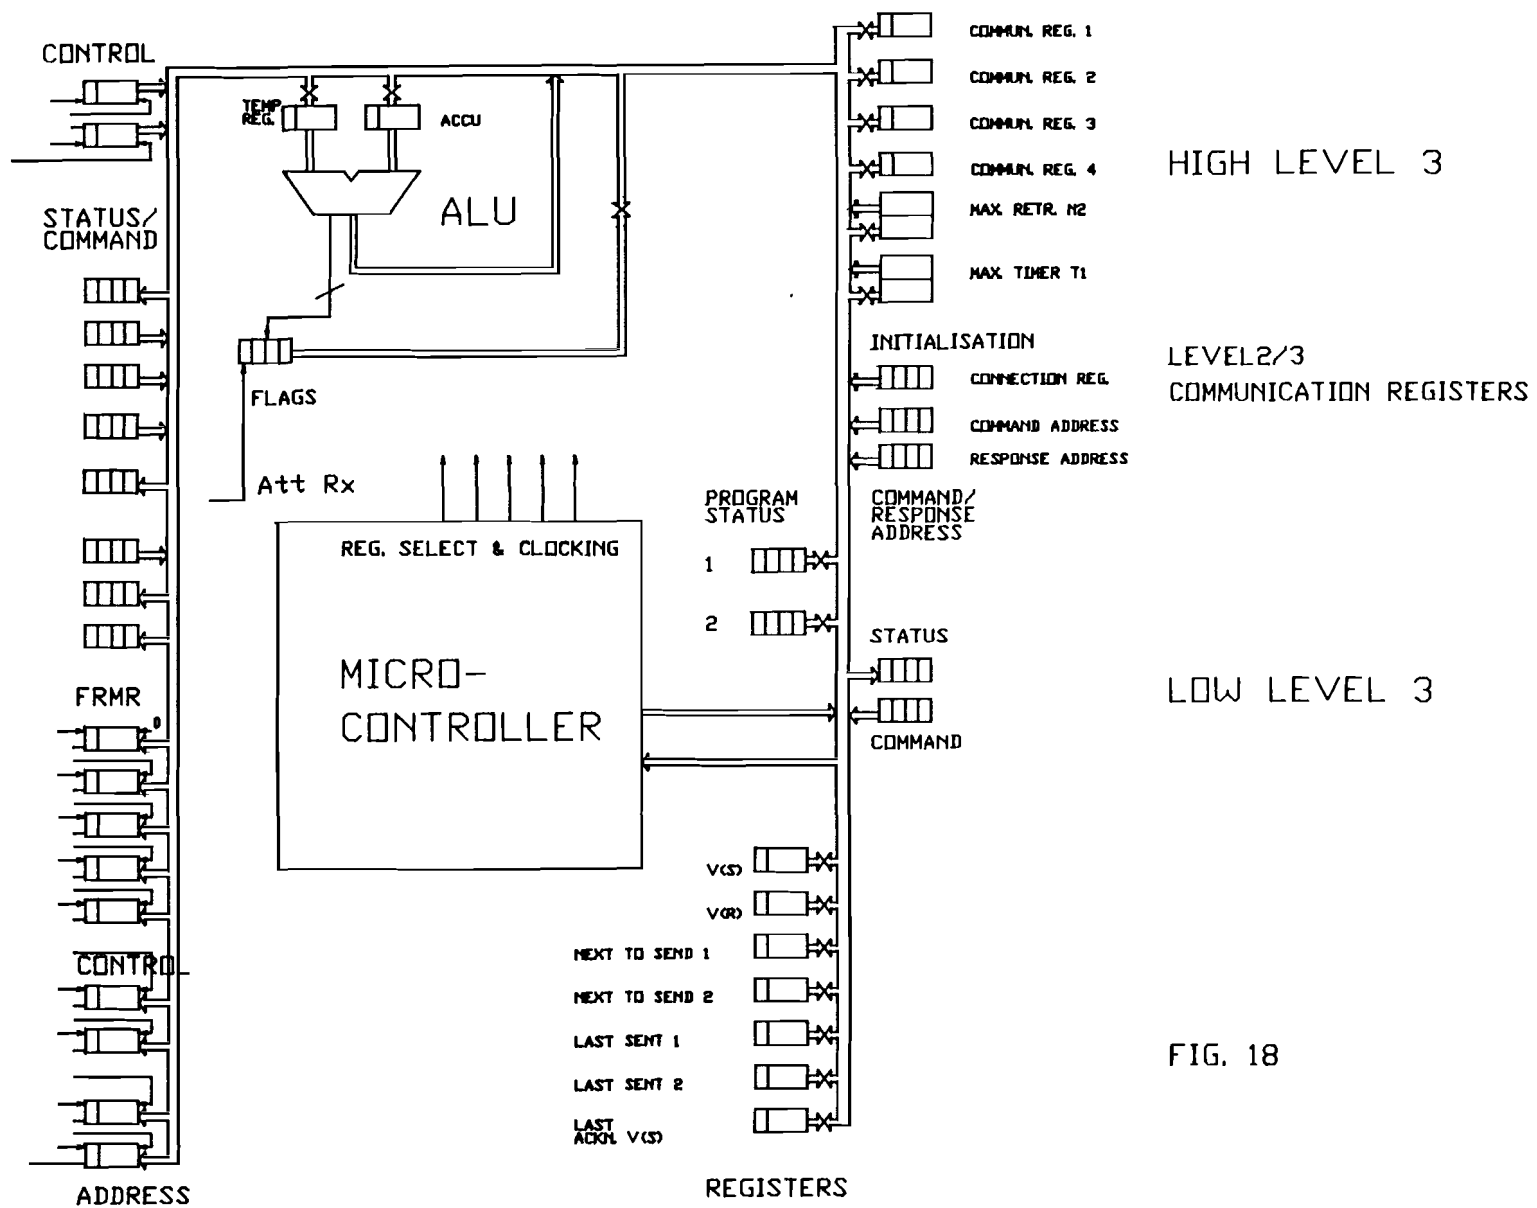 CONTROL
TEMP
REG.
ACCU
ALU
STATUS/
COMMAND
FLAGS
Att Rx
REG. SELECT & CLOCKING
MICRO-
CONTROLLER
FRMR
0
CONTROL
ADDRESS
COMMUN. REG. 1
COMMUN. REG. 2
COMMUN. REG. 3
COMMUN. REG. 4
MAX. RETR. N2
MAX. TIMER T1
INITIALISATION
CONNECTION REG.
COMMAND ADDRESS
RESPONSE ADDRESS
COMMAND/
RESPONSE
ADDRESS
PROGRAM
STATUS
1
2
STATUS
COMMAND
V(S)
V(R)
NEXT TO SEND 1
NEXT TO SEND 2
LAST SENT 1
LAST SENT 2
LAST
ACKN. V(S)
REGISTERS
HIGH LEVEL 3
LEVEL2/3
COMMUNICATION REGISTERS
LOW LEVEL 3
FIG. 18